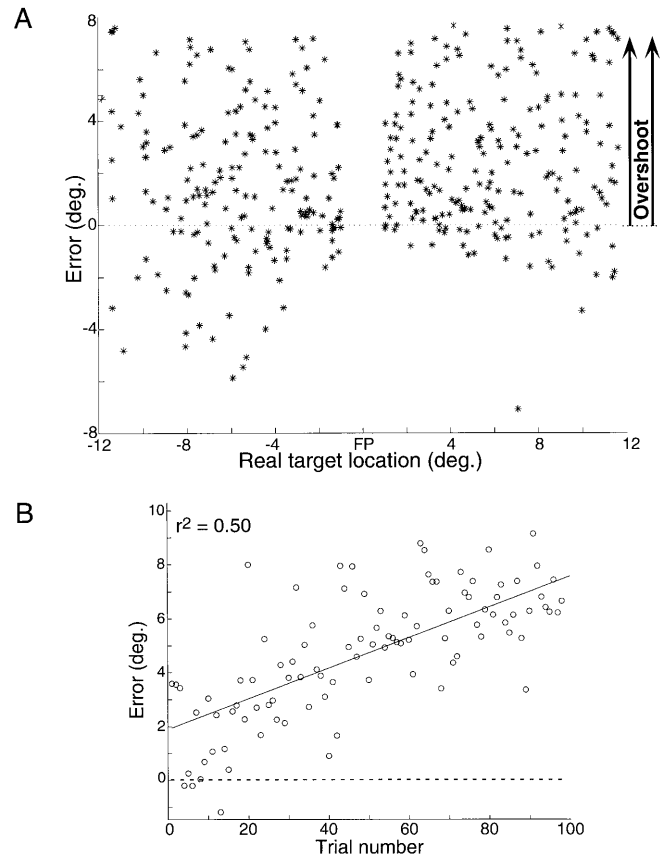 A
8
4
0
-4
-8
Error (deg.)
Overshoot
-12
-8
-4
FP
4
8
12
Real target location (deg.)
B
r² = 0.50
10
8
6
4
2
0
Error (deg.)
0
20
40
60
80
100
Trial number